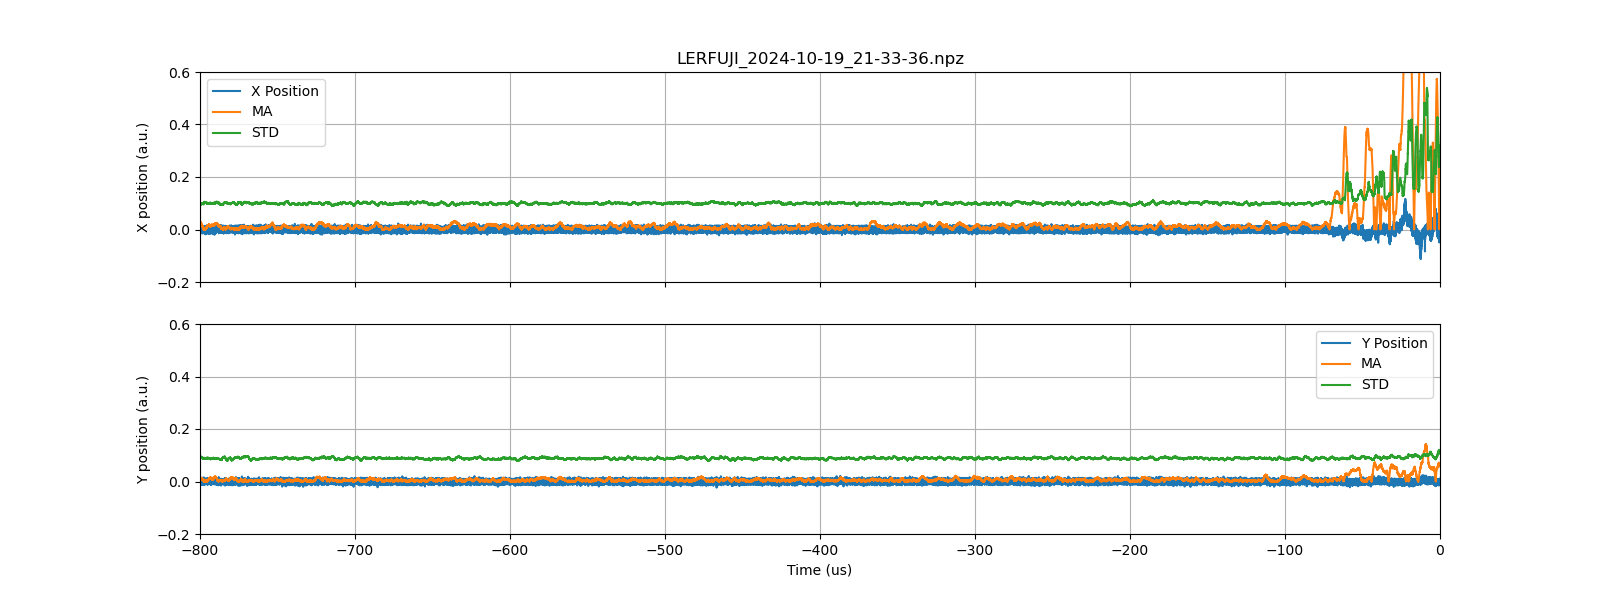 LERFUJI_2024-10-19_21-33-36.npz
0.6
0.4
0.2
0.0
−0.2
X position (a.u.)
X Position
MA
STD
0.6
0.4
0.2
0.0
−0.2
Y position (a.u.)
Y Position
MA
STD
−800 −700 −600 −500 −400 −300 −200 −100 0
Time (us)